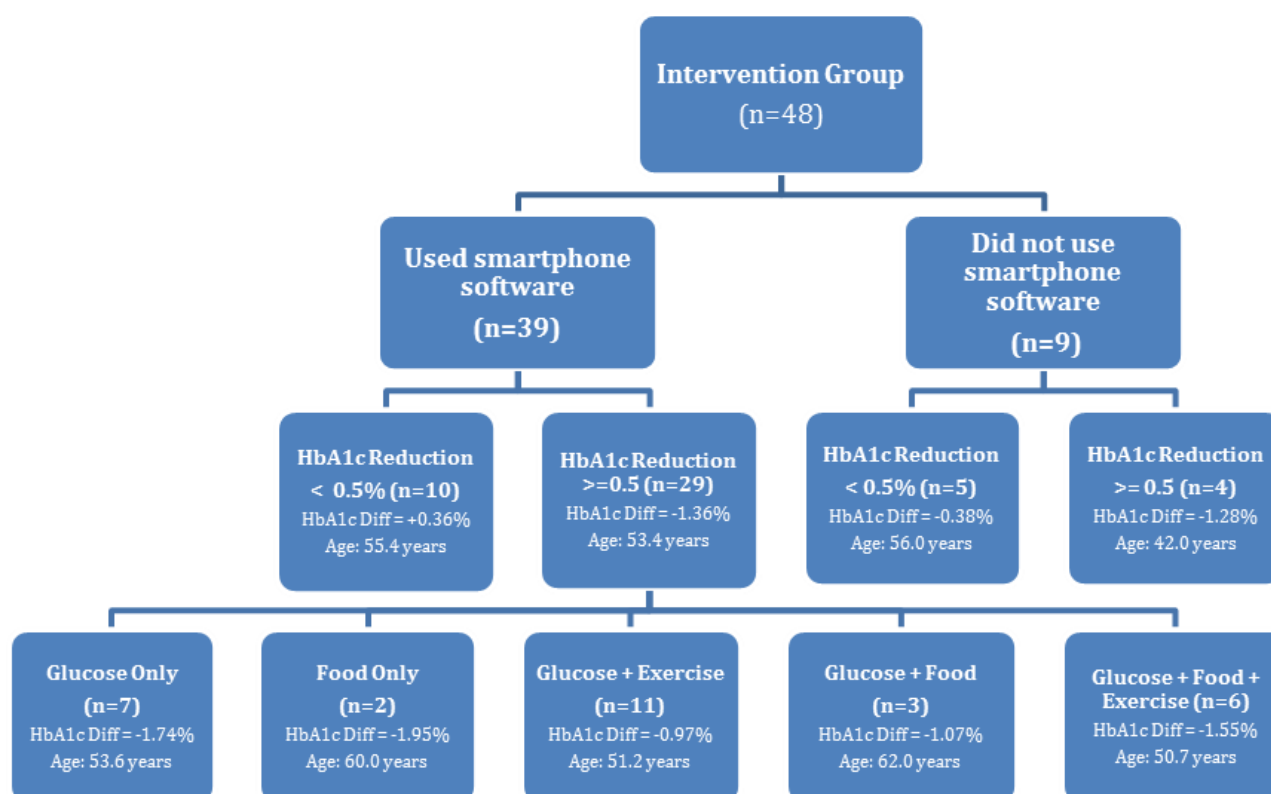 Intervention Group
(n=48)
Used smartphone
software
(n=39)
Did not use
smartphone
software
(n=9)
HbA1c Reduction
< 0.5% (n=10)
HbA1c Diff = +0.36%
Age: 55.4 years
HbA1c Reduction
>=0.5 (n=29)
HbA1c Diff = -1.36%
Age: 53.4 years
HbA1c Reduction
< 0.5% (n=5)
HbA1c Diff = -0.38%
Age: 56.0 years
HbA1c Reduction
>= 0.5 (n=4)
HbA1c Diff = -1.28%
Age: 42.0 years
Glucose Only
(n=7)
HbA1c Diff = -1.74%
Age: 53.6 years
Food Only
(n=2)
HbA1c Diff = -1.95%
Age: 60.0 years
Glucose + Exercise
(n=11)
HbA1c Diff = -0.97%
Age: 51.2 years
Glucose + Food
(n=3)
HbA1c Diff = -1.07%
Age: 62.0 years
Glucose + Food +
Exercise (n=6)
HbA1c Diff = -1.55%
Age: 50.7 years